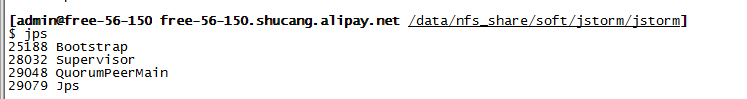 [admin@free-56-150 free-56-150.shucang.alipay.net /data/nfs_share/soft/jstorm/jstorm]
$ jps
25188 Bootstrap
28032 Supervisor
29048 QuorumPeerMain
29079 Jps